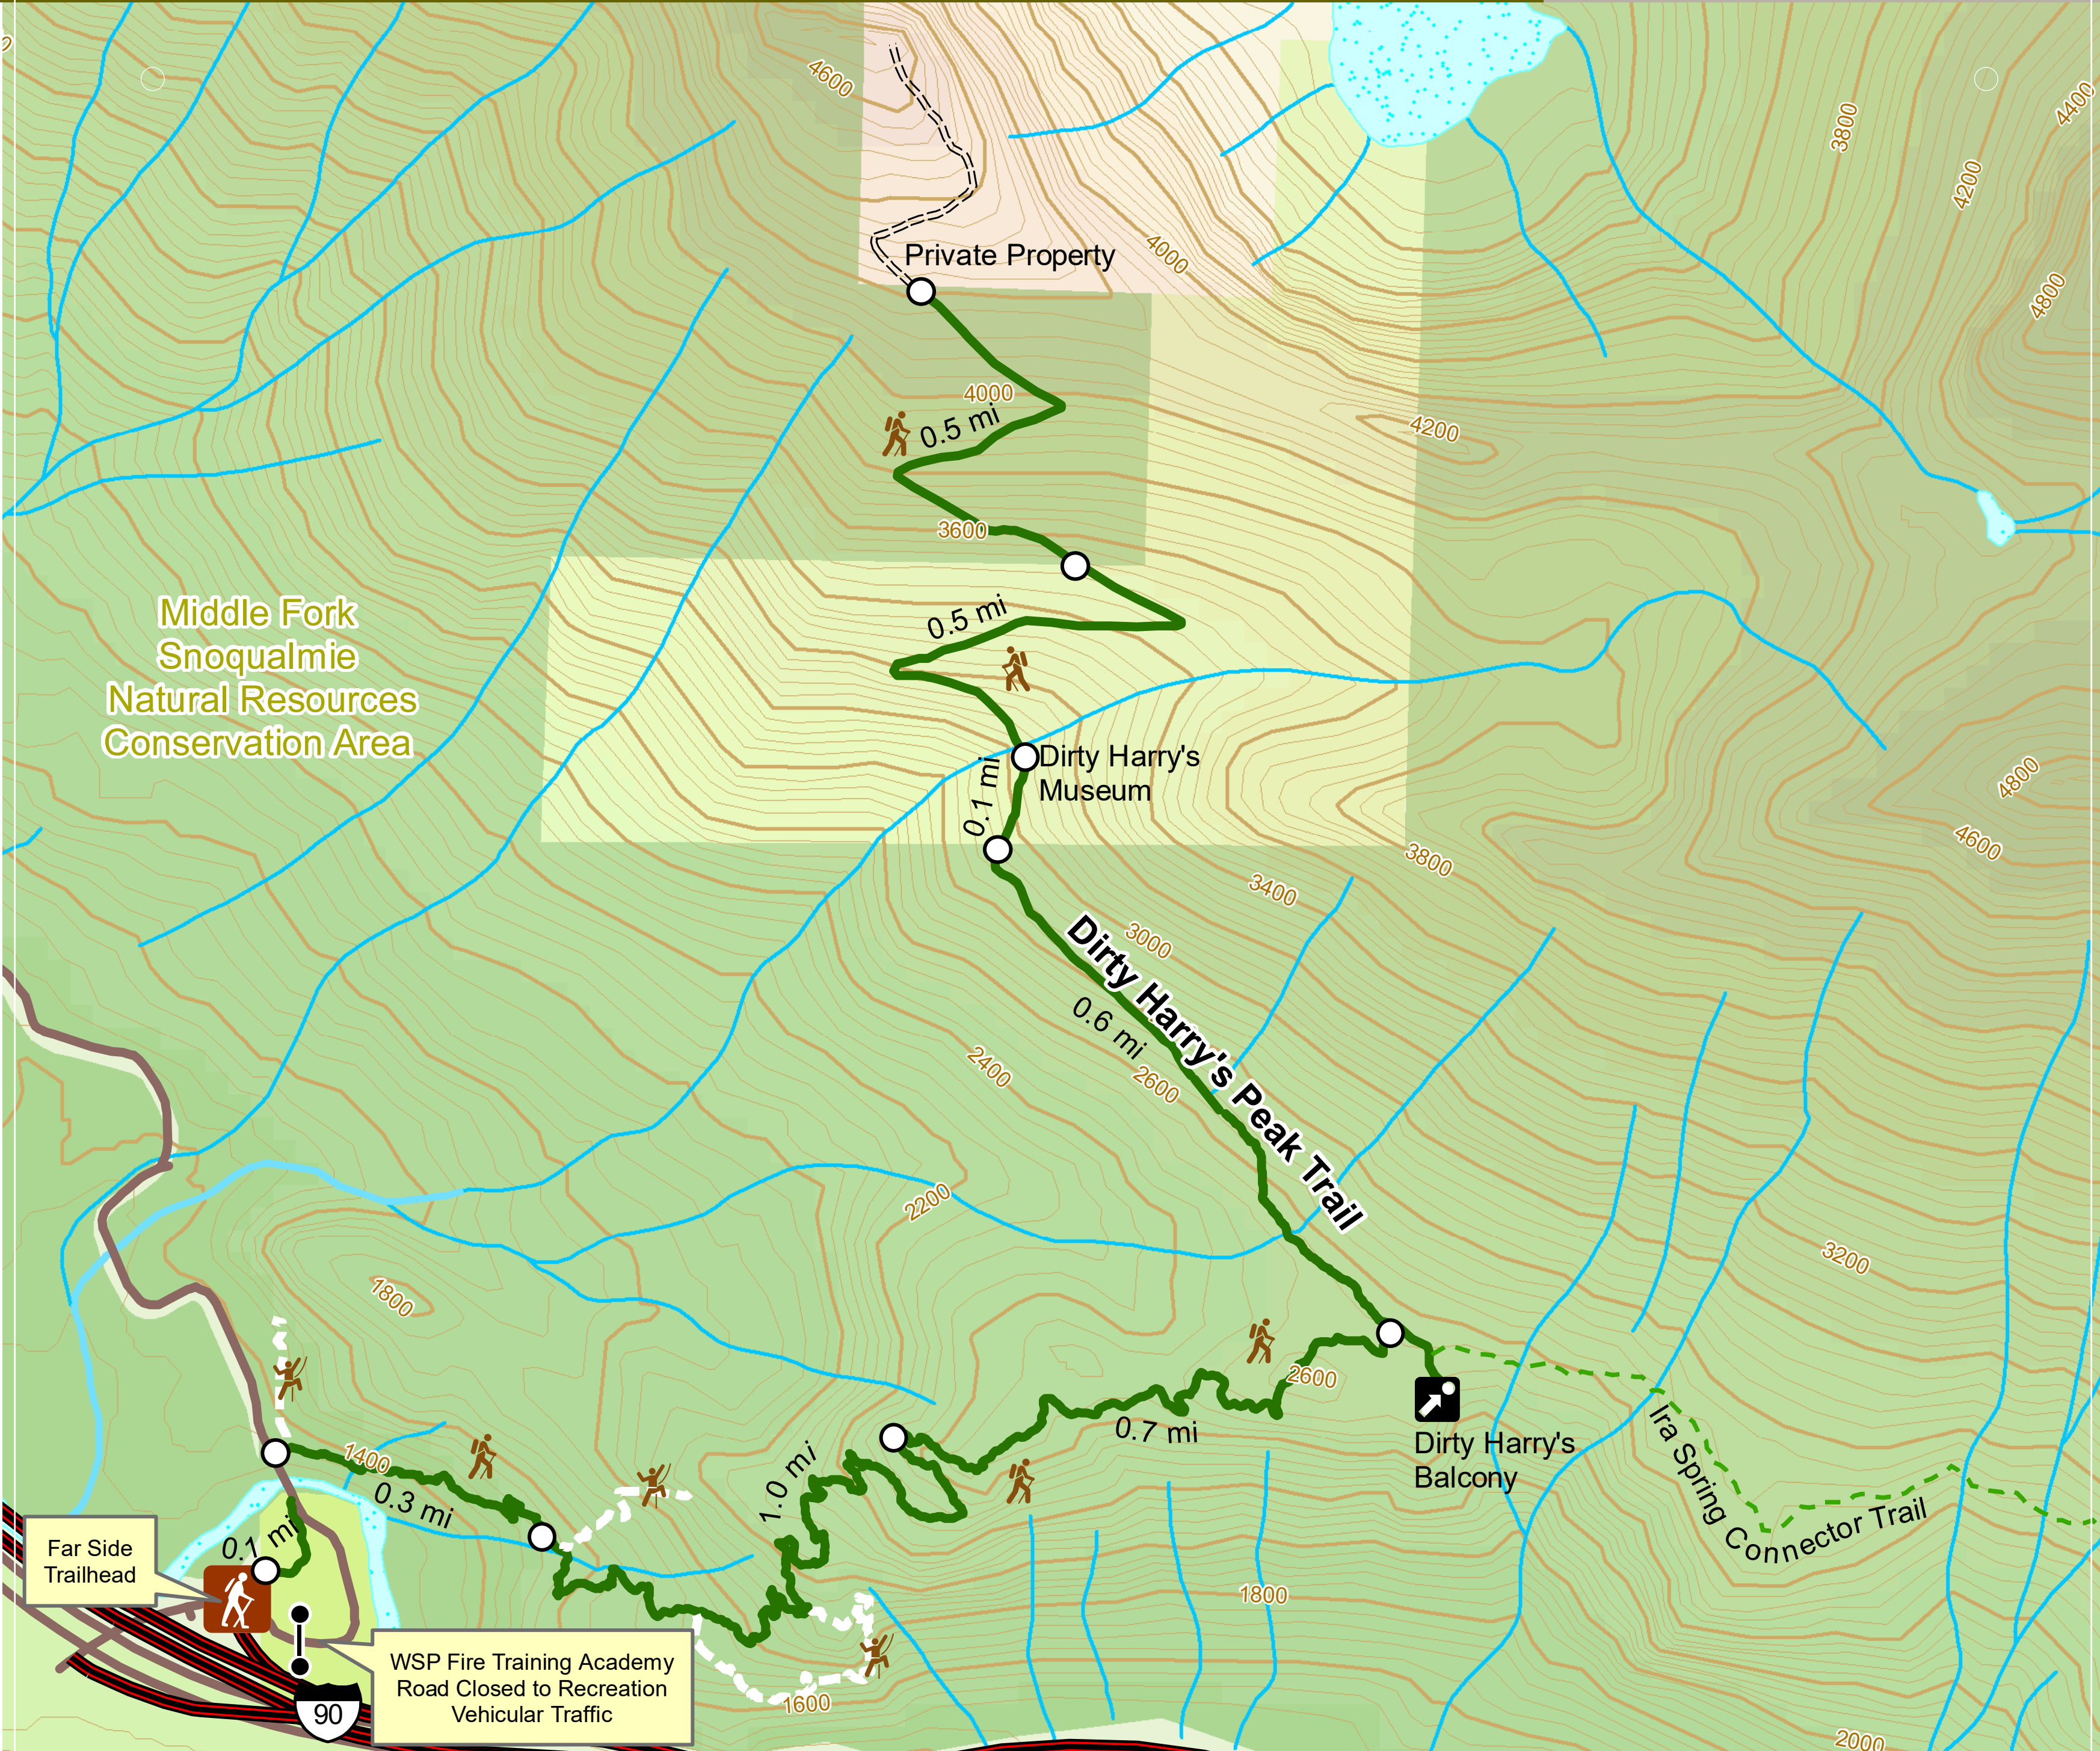 4600
3800
4400
4200
4000
Private Property
4800
4000
0.5 mi
4200
3600
0.5 mi
Middle Fork
Snoqualmie
Natural Resources
Conservation Area
Dirty Harry's
Museum
0.1 mi
4800
4600
3800
3400
3000
Dirty Harry's Peak Trail
0.6 mi
2400
2600
2200
3200
1800
2600
0.7 mi
Dirty Harry's
Balcony
Ira Spring Connector Trail
1400
0.3 mi
1.0 mi
0.1 mi
Far Side
Trailhead
1800
WSP Fire Training Academy
Road Closed to Recreation
Vehicular Traffic
90
1600
2000